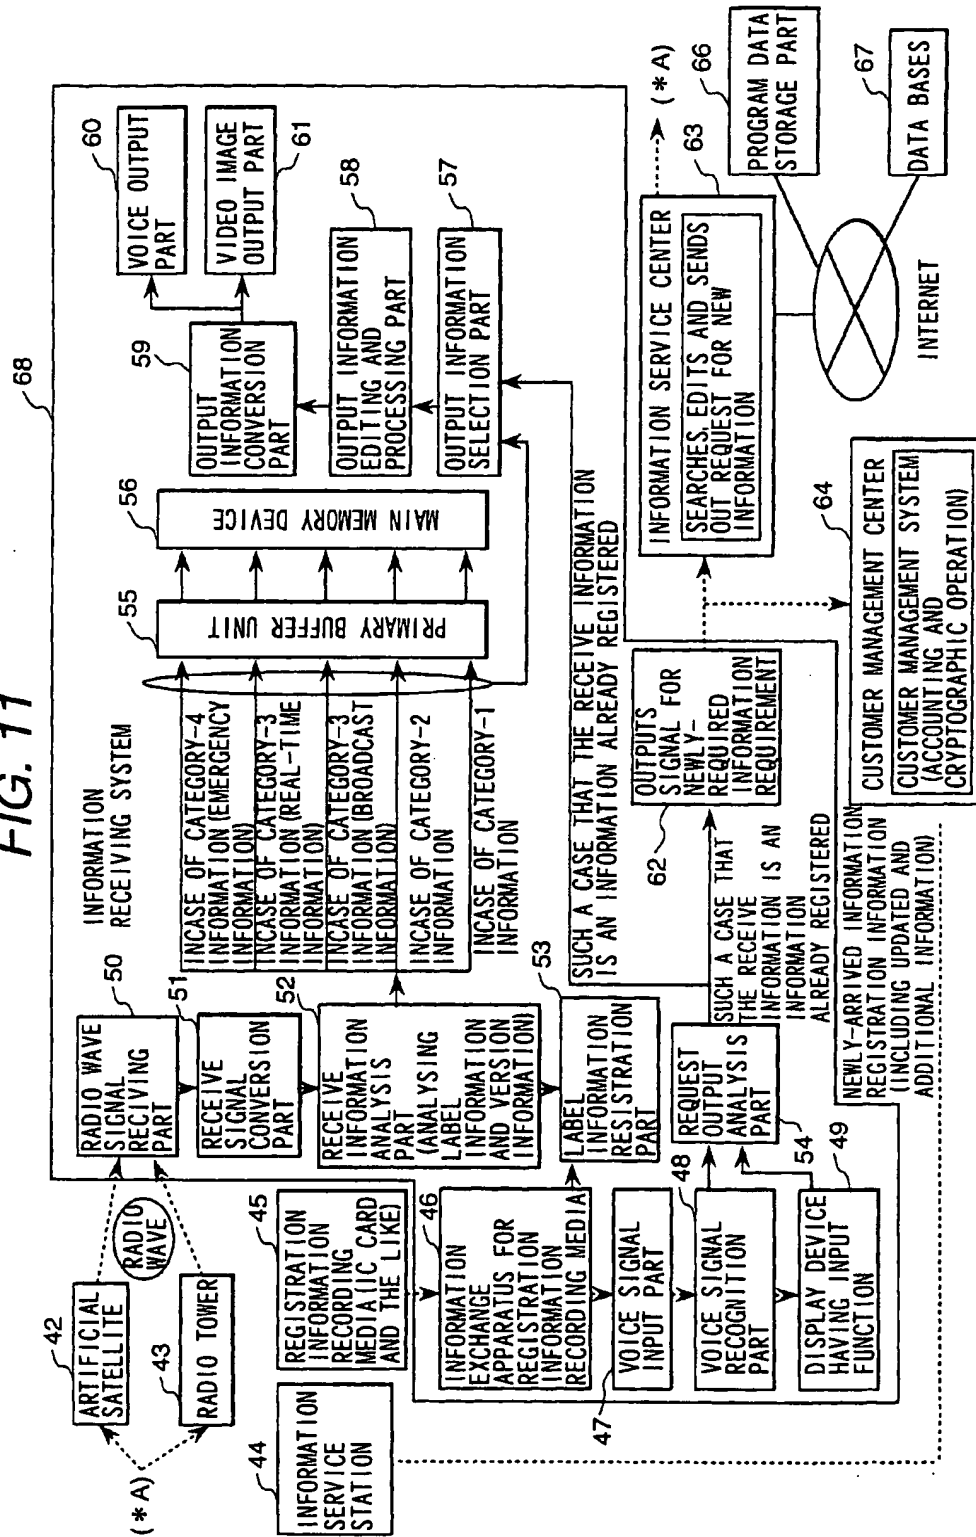 FIG. 11
68
INFORMATION
RECEIVING SYSTEM
(*A)
42
ARTIFICIAL
SATELLITE
43
RADIO TOWER
RADIO
WAVE
50
RADIO WAVE
SIGNAL
RECIVING
PART
51
RECEIVE
SIGNAL
CONVERSION
PART
52
RECEIVE
INFORMATION
ANALYSIS
PART
(ANALYSING
LABEL
INFORMATION
AND VERSION
INFORMATION)
53
LABEL
INFORMATION
RESISTRATION
PART
INCASE OF CATEGORY-4
INFORMATION(EMERGENCY
INFORMATION)
INCASE OF CATEGORY-3
INFORMATION(REAL-TIME
INFORMATION)
INCASE OF CATEGORY-3
INFORMATION(BROADCAST
INFORMATION)
INCASE OF CATEGORY-2
INFORMATION
INCASE OF CATEGORY-1
INFORMATION
55
PRIMARY BUFFER UNIT
56
MAIN MEMORY DEVICE
59
OUTPUT
INFORMATION
CONVERSION
PART
60
VOICE OUTPUT
PART
61
VIDEO IMAGE
OUTPUT PART
58
OUTPUT INFORMATION
EDITING AND
PROCESSING PART
57
OUTPUT INFORMATION
SELECTION PART
44
INFORMATION
SERVICE
STATION
45
REGISTRATION
INFORMATION
RECORDING
MEDIA(IC CARD
AND THE LIKE)
46
INFORMATION
EXCHANGE
APPARATUS FOR
REGISTRATION
INFORMATION
RECORDING MEDIA
47
VOICE SIGNAL
INPUT PART
48
VOICE SIGNAL
RECOGNITION
PART
49
DISPLAY DEVICE
HAVING INPUT
FUNCTION
54
REQUEST
OUTPUT
ANALYSIS
PART
SUCH A CASE THAT THE RECEIVE INFORMATION
IS AN INFORMATION ALREADY REGISTERED
SUCH A CASE THAT
THE RECEIVE
INFORMATION IS AN
INFORMATION
ALREADY REGISTERED
62
OUTPUTS
SIGNAL FOR
NEWLY-
REQUIRED
INFORMATION
REQUIREMENT
63
INFORMATION SERVICE CENTER
SEARCHES, EDITS AND SENDS
OUT REQUEST FOR NEW
INFORMATION
(*A)
66
PROGRAM DATA
STORAGE PART
67
DATA BASES
INTERNET
64
CUSTOMER MANAGEMENT CENTER
CUSTOMER MANAGEMENT SYSTEM
(ACCOUNTING AND
CRYPTOGRAPHIC OPERATION)
NEWLY-ARRIVED INFORMATION
REGISTRATION INFORMATION
(INCLUDING UPDATED AND
ADDITIONAL INFORMATION)